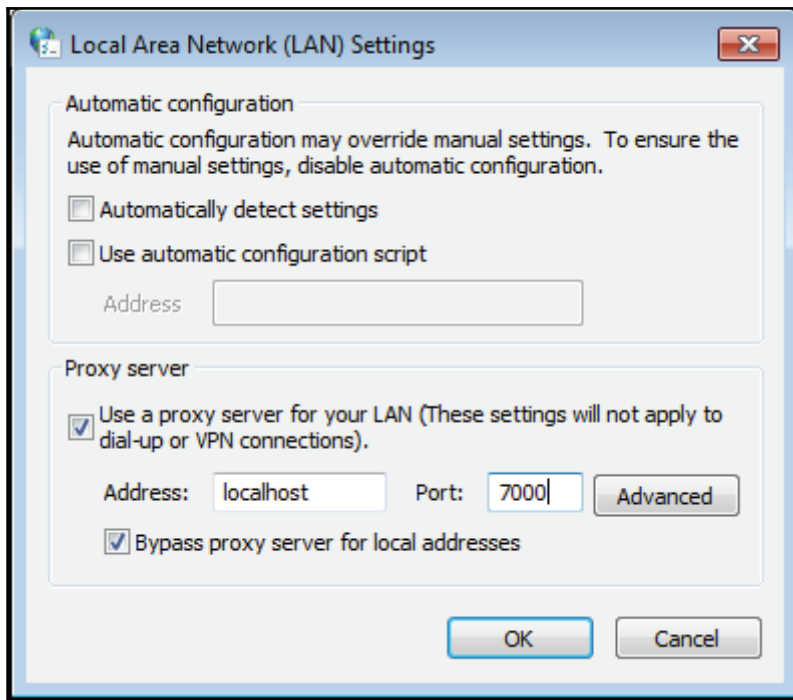 Local Area Network (LAN) Settings
Automatic configuration
Automatic configuration may override manual settings.  To ensure the
use of manual settings, disable automatic configuration.
Automatically detect settings
Use automatic configuration script
Address
Proxy server
Use a proxy server for your LAN (These settings will not apply to
dial-up or VPN connections).
Address: localhost Port: 7000 Advanced
Bypass proxy server for local addresses
OK Cancel